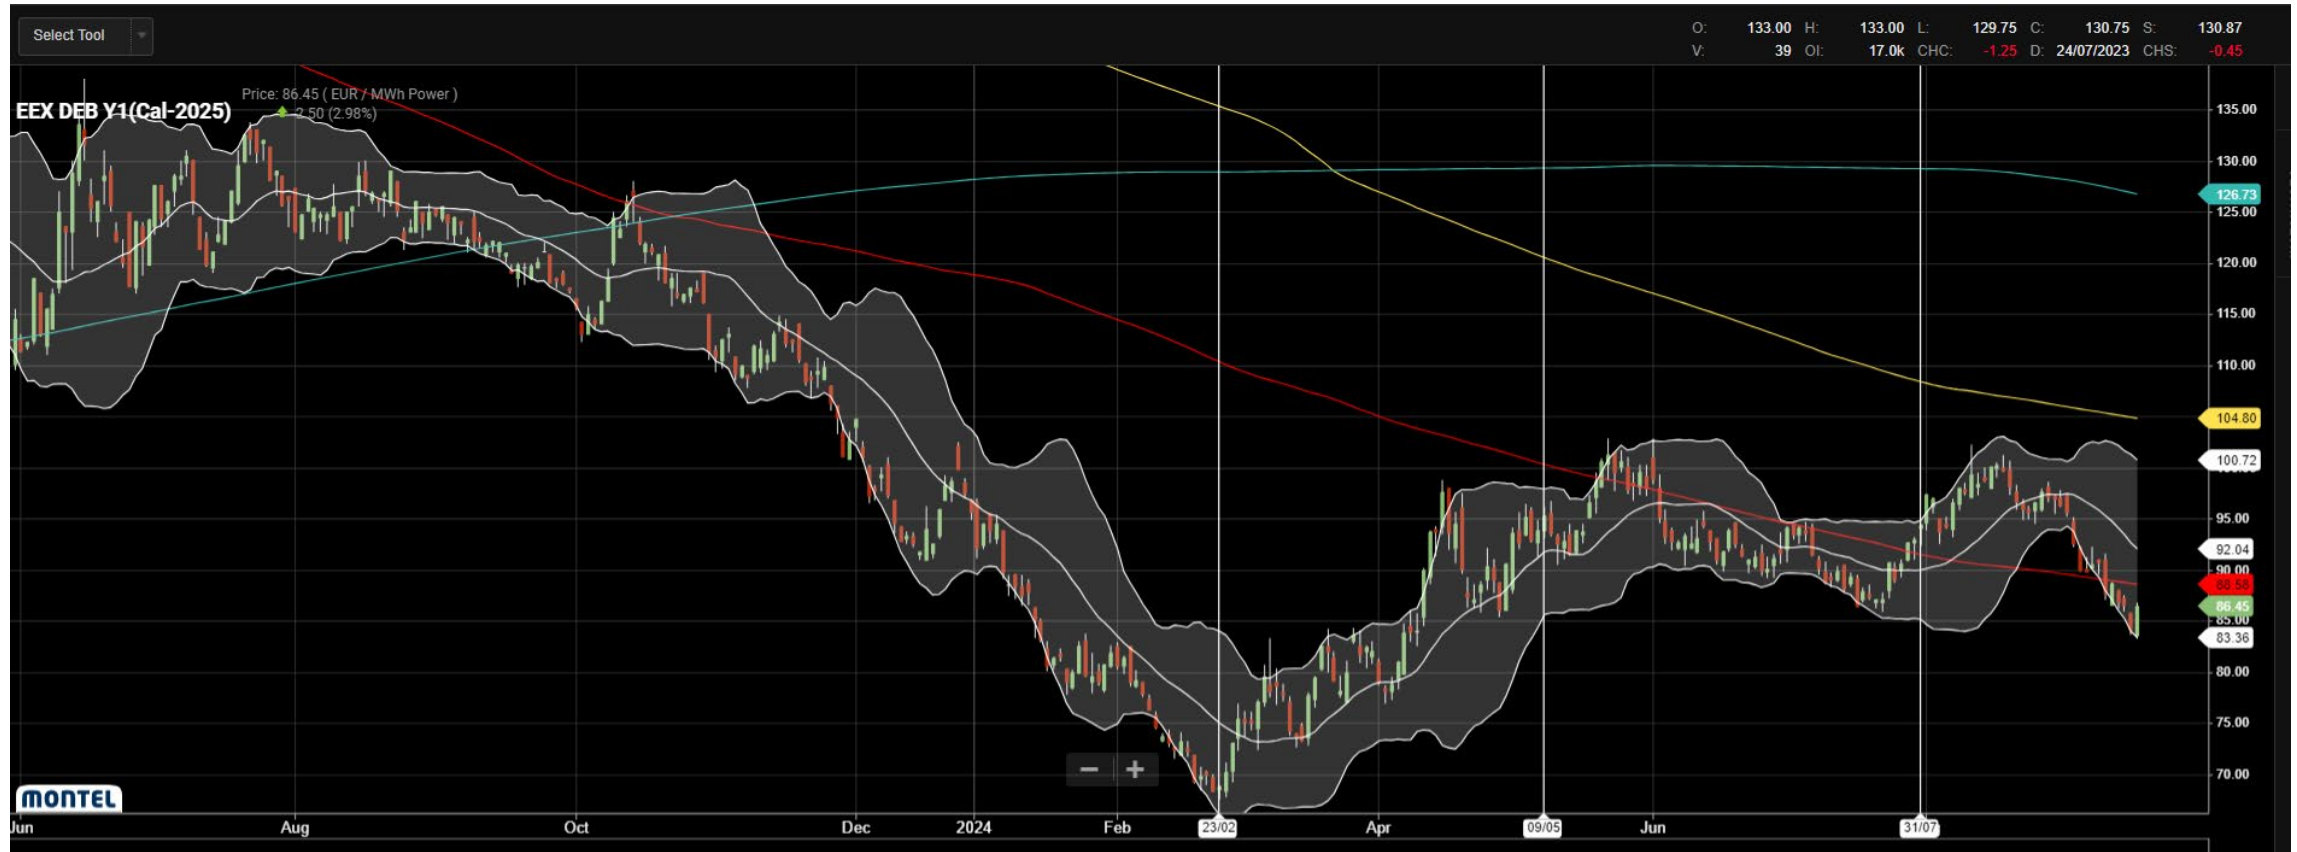 Select Tool
O: 133.00 H: 133.00 L: 129.75 C: 130.75 S: 130.87
V: 39 OI: 17.0k CHC: -1.25 D: 24/07/2023 CHS: -0.45
Price: 86.45 ( EUR / MWh Power )
EEX DEB Y1(Cal-2025)
2.50 (2.98%)
135.00
130.00
126.73
125.00
120.00
115.00
110.00
104.80
100.72
95.00
92.04
90.00
88.58
86.45
85.00
83.36
80.00
75.00
70.00
MONTEL
Jun Aug Oct Dec 2024 Feb 23/02 Apr 09/05 Jun 31/07